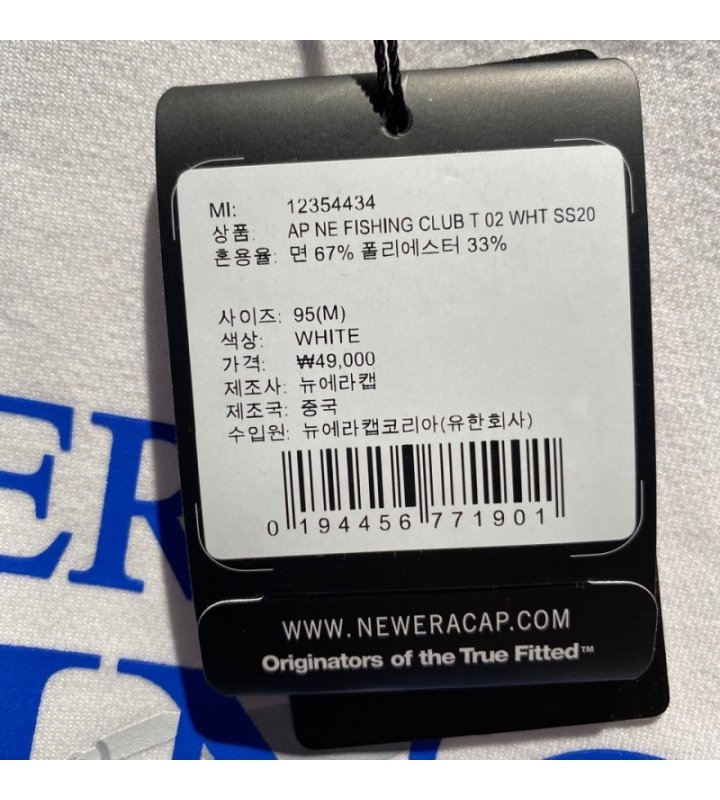 MI: 12354434
상품: AP NE FISHING CLUB T 02 WHT SS20
혼용율: 면 67% 폴리에스터 33%
사이즈: 95(M)
색상: WHITE
가격: ₩49,000
제조사: 뉴에라캡
제조국: 중국
수입원: 뉴에라캡코리아(유한회사)
0 194456 771901
WWW.NEWERACAP.COM
Originators of the True Fitted™
ER